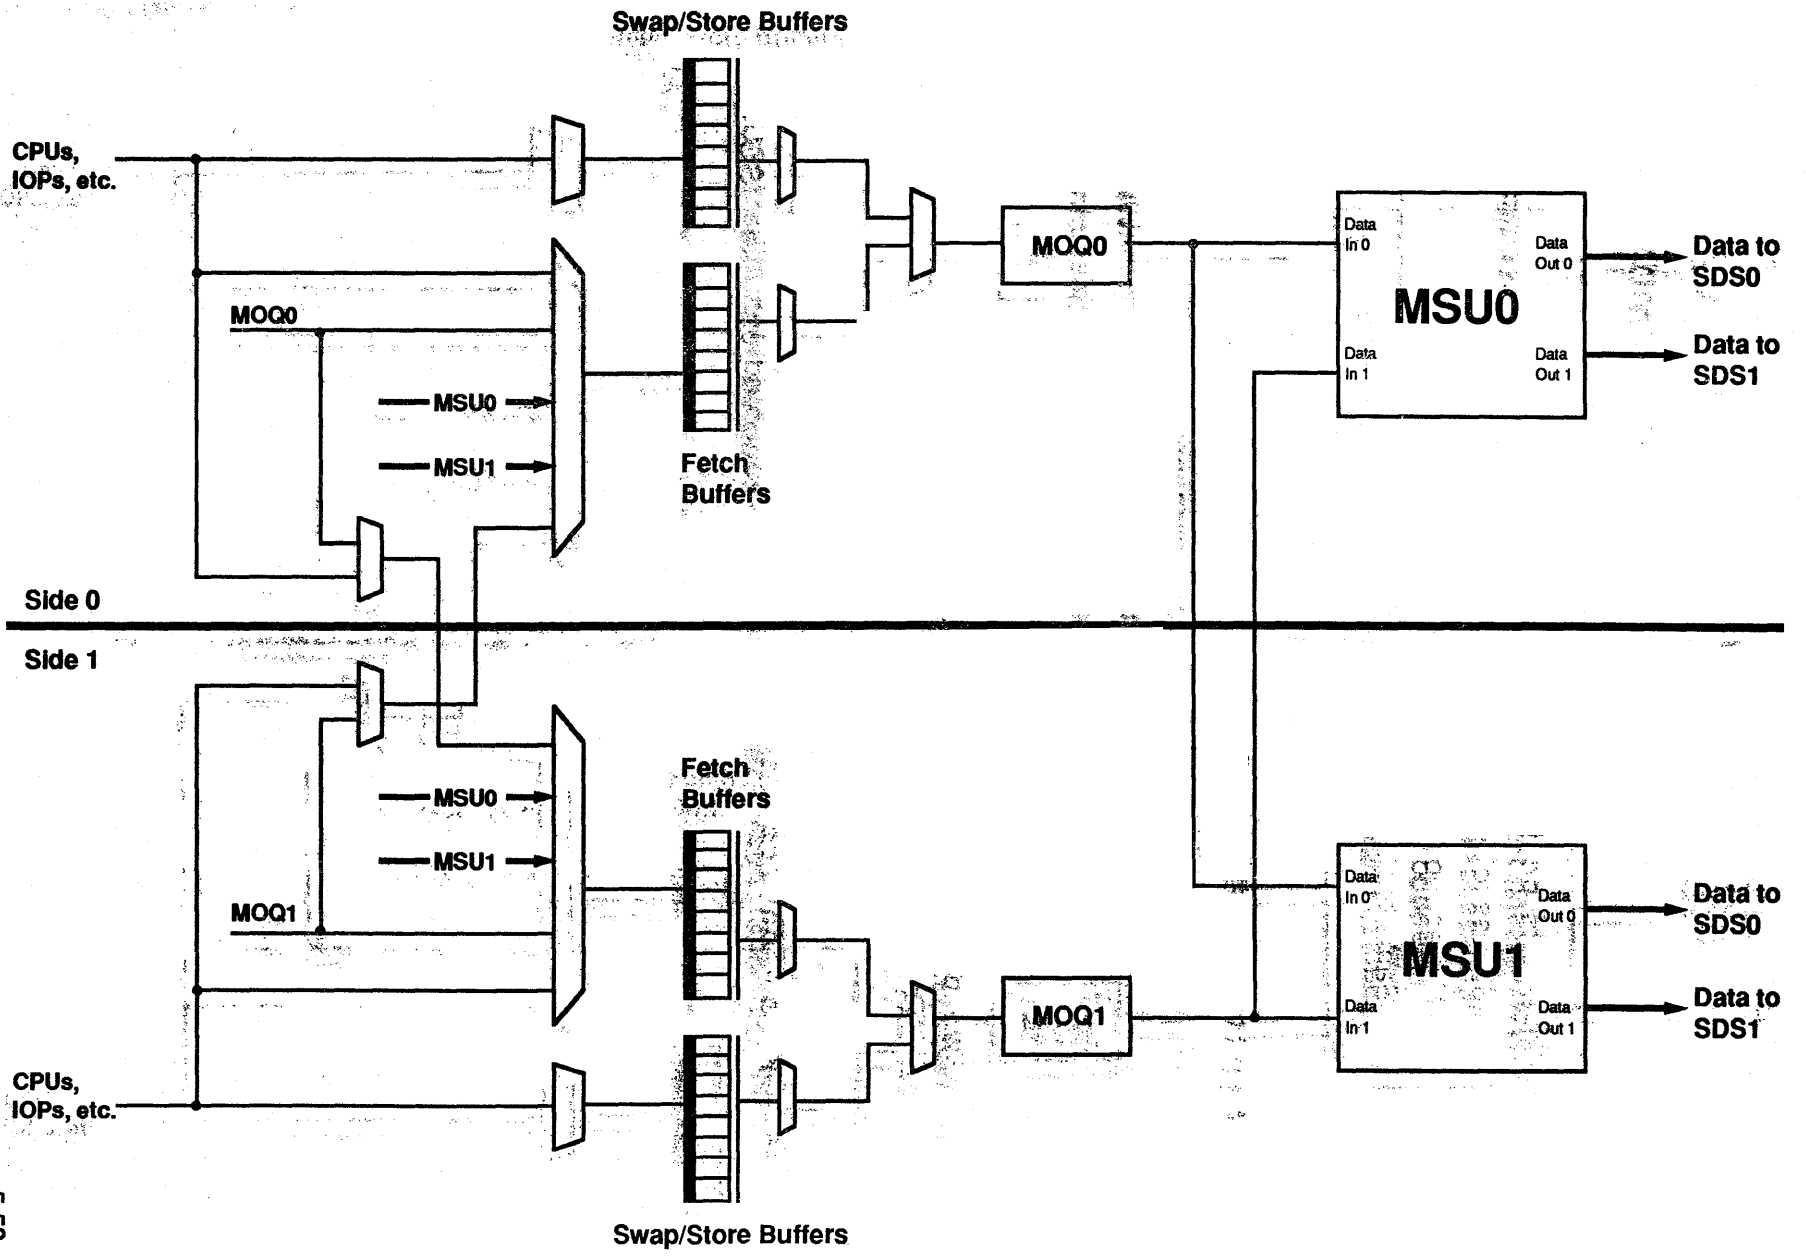 Swap/Store Buffers
CPUs,
IOPs, etc.
MOQ0
MSU0
MSU1
Fetch
Buffers
MOQ0
Data
In 0
Data
In 1
MSU0
Data
Out 0
Data
Out 1
Data to
SDS0
Data to
SDS1
Side 0
Side 1
MSU0
MSU1
MOQ1
Fetch
Buffers
CPUs,
IOPs, etc.
MOQ1
Data
In 0
Data
In 1
MSU1
Data
Out 0
Data
Out 1
Data to
SDS0
Data to
SDS1
Swap/Store Buffers